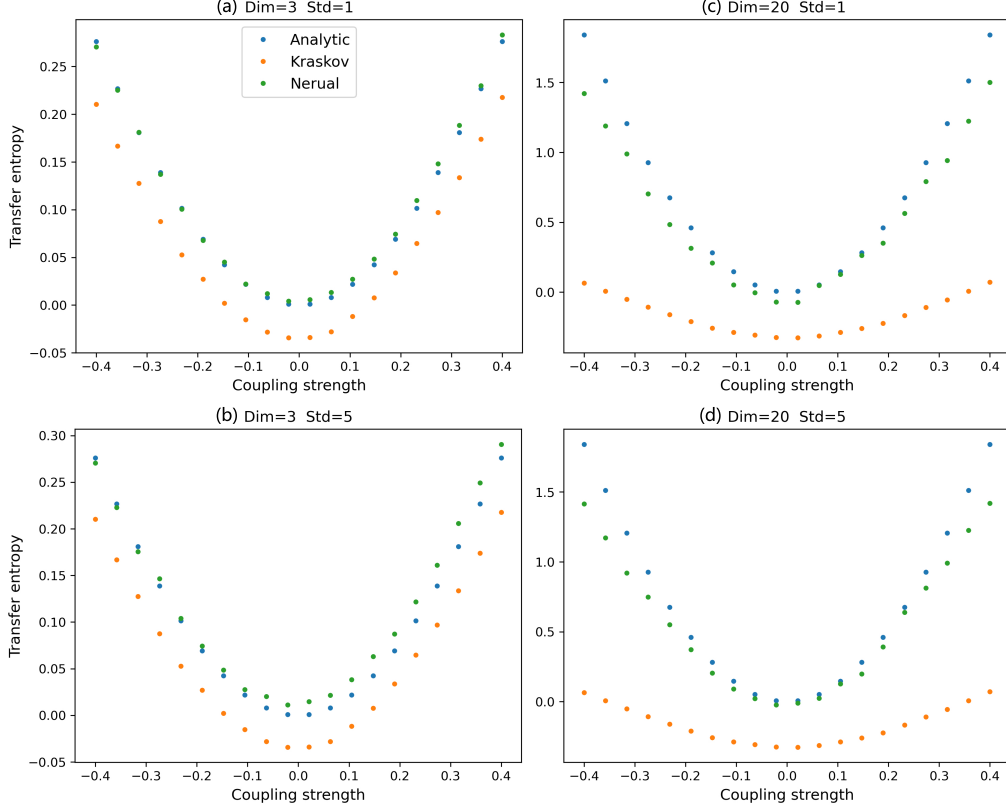 (a) Dim=3 Std=1
Transfer entropy
0.25
0.20
0.15
0.10
0.05
0.00
−0.05
Analytic
Kraskov
Nerual
−0.4 −0.3 −0.2 −0.1 0.0 0.1 0.2 0.3 0.4
Coupling strength
(c) Dim=20 Std=1
1.5
1.0
0.5
0.0
−0.4 −0.3 −0.2 −0.1 0.0 0.1 0.2 0.3 0.4
Coupling strength
(b) Dim=3 Std=5
Transfer entropy
0.30
0.25
0.20
0.15
0.10
0.05
0.00
−0.05
−0.4 −0.3 −0.2 −0.1 0.0 0.1 0.2 0.3 0.4
Coupling strength
(d) Dim=20 Std=5
1.5
1.0
0.5
0.0
−0.4 −0.3 −0.2 −0.1 0.0 0.1 0.2 0.3 0.4
Coupling strength